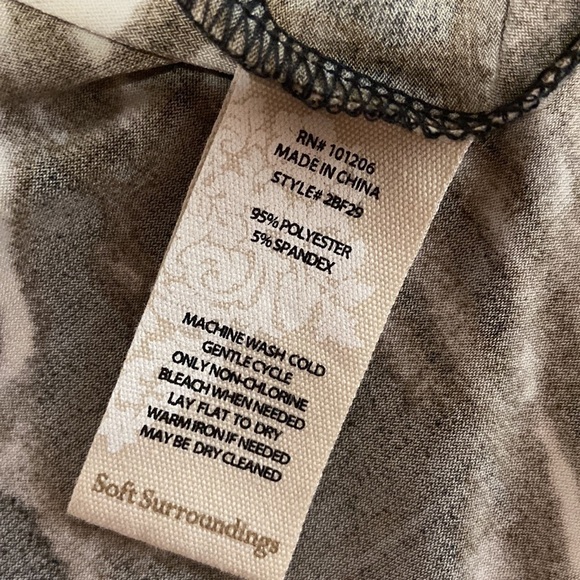 RN# 101206
MADE IN CHINA
STYLE# 2BF29
95% POLYESTER
5% SPANDEX
MACHINE WASH COLD
GENTLE CYCLE
ONLY NON-CHLORINE
BLEACH WHEN NEEDED
LAY FLAT TO DRY
WARM IRON IF NEEDED
MAY BE DRY CLEANED
Soft Surroundings